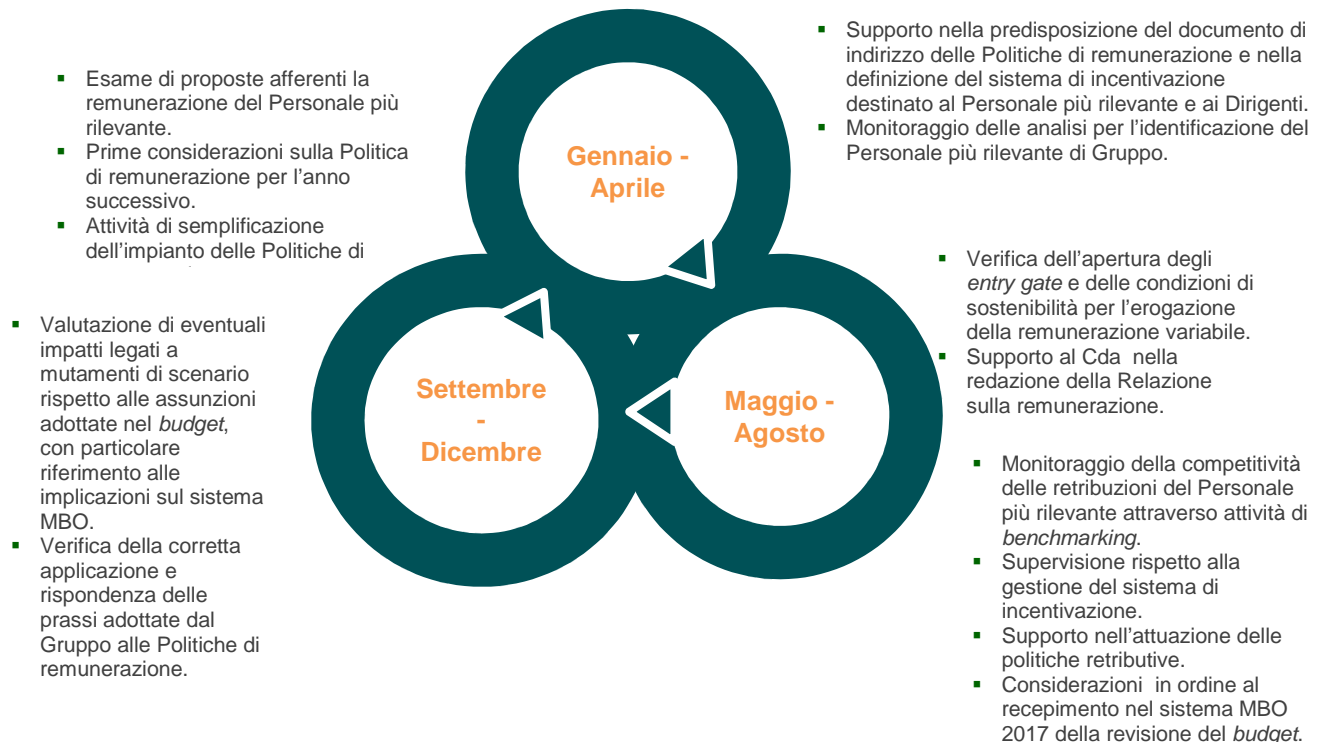 ▪ Supporto nella predisposizione del documento di
indirizzo delle Politiche di remunerazione e nella
definizione del sistema di incentivazione
destinato al Personale più rilevante e ai Dirigenti.
▪ Monitoraggio delle analisi per l’identificazione del
Personale più rilevante di Gruppo.
▪ Esame di proposte afferenti la
remunerazione del Personale più
rilevante.
▪ Prime considerazioni sulla Politica
di remunerazione per l’anno
successivo.
▪ Attività di semplificazione
dell’impianto delle Politiche di
Gennaio -
Aprile
▪ Verifica dell’apertura degli
entry gate e delle condizioni di
sostenibilità per l’erogazione
della remunerazione variabile.
▪ Supporto al Cda nella
redazione della Relazione
sulla remunerazione.
▪ Valutazione di eventuali
impatti legati a
mutamenti di scenario
rispetto alle assunzioni
adottate nel budget,
con particolare
riferimento alle
implicazioni sul sistema
MBO.
▪ Verifica della corretta
applicazione e
rispondenza delle
prassi adottate dal
Gruppo alle Politiche di
remunerazione.
Settembre
-
Dicembre
Maggio -
Agosto
▪ Monitoraggio della competitività
delle retribuzioni del Personale
più rilevante attraverso attività di
benchmarking.
▪ Supervisione rispetto alla
gestione del sistema di
incentivazione.
▪ Supporto nell’attuazione delle
politiche retributive.
▪ Considerazioni in ordine al
recepimento nel sistema MBO
2017 della revisione del budget.